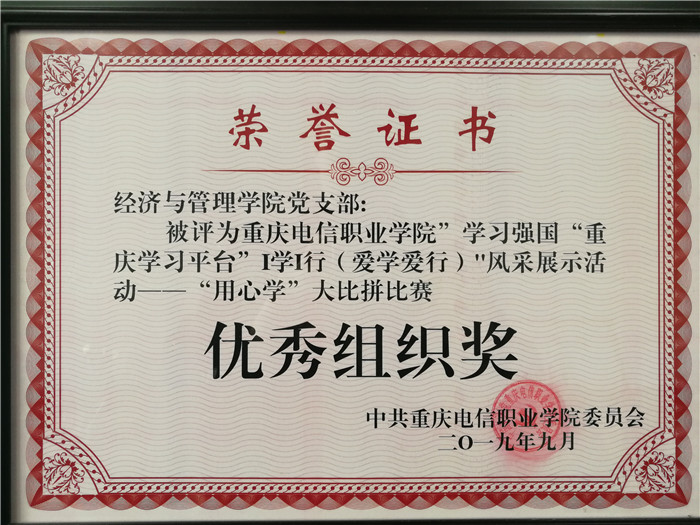 荣誉证书
经济与管理学院党支部:
被评为重庆电信职业学院”学习强国“重
庆学习平台”I学I行（爱学爱行）"风采展示活
动——“用心学”大比拼比赛
优秀组织奖
中共重庆电信职业学院委员会
二O一九年九月